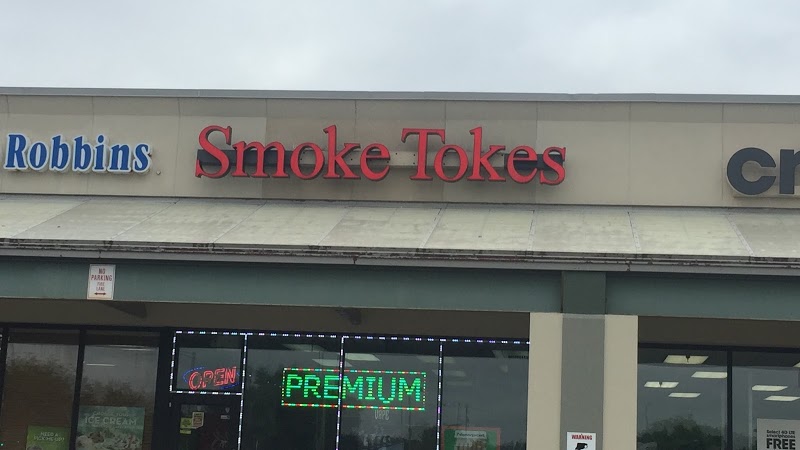 Robbins
Smoke Tokes
cr
NO
PARKING
FIRE
LANE
OPEN
PREMIUM
ICE CREAM
WARNING
FREE